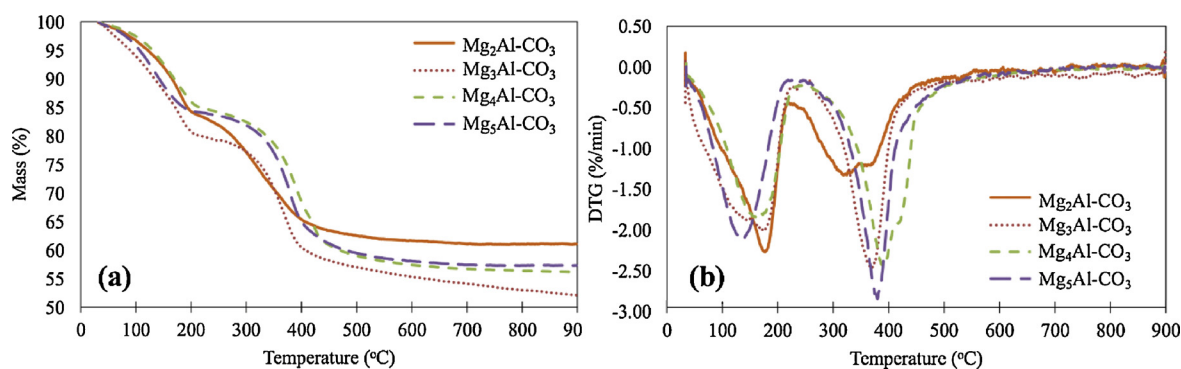 100
95
90
85
80
75
70
65
60
55
50
Mass (%)
0 100 200 300 400 500 600 700 800 90
Temperature (°C)
Mg₂Al-CO₃
Mg₃Al-CO₃
Mg₄Al-CO₃
Mg₅Al-CO₃
(a)
0.50
0.00
-0.50
-1.00
-1.50
-2.00
-2.50
-3.00
DTG (%/min)
0 100 200 300 400 500 600 700 800 900
Temperature (°C)
Mg₂Al-CO₃
Mg₃Al-CO₃
Mg₄Al-CO₃
Mg₅Al-CO₃
(b)